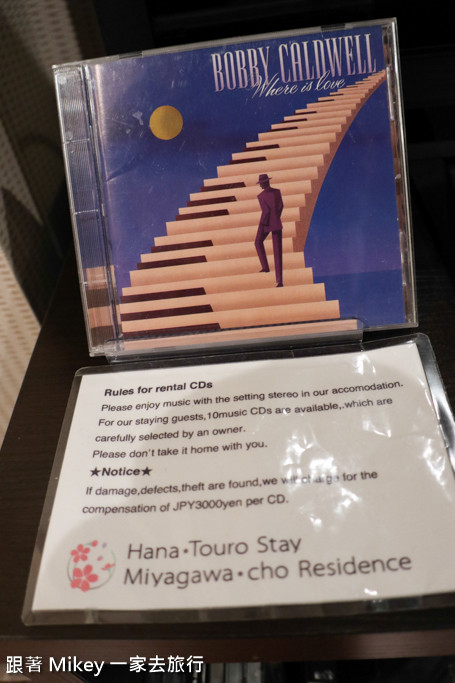 BOBBY CALDWELL
Where is love
Rules for rental CDs
Please enjoy music with the setting stereo in our accomodation.
For our staying guests,10music CDs are available,.which are
carefully selected by an owner.
Please don't take it home with you.
★Notice★
If damage,defects,theft are found,we will charge for the
compensation of JPY3000yen per CD.
Hana・Touro Stay
Miyagawa・cho Residence
跟著 Mikey 一家去旅行